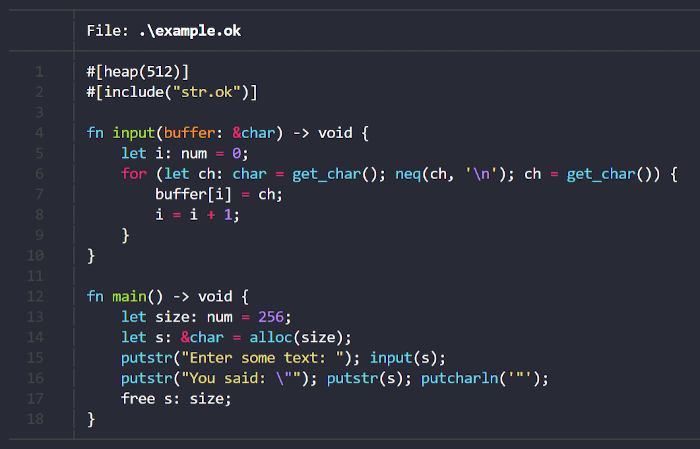 File: .\example.ok
1 #[heap(512)]
2 #[include("str.ok")]
3
4 fn input(buffer: &char) -> void {
5     let i: num = 0;
6     for (let ch: char = get_char(); neq(ch, '\n'); ch = get_char()) {
7         buffer[i] = ch;
8         i = i + 1;
9     }
10 }
11
12 fn main() -> void {
13     let size: num = 256;
14     let s: &char = alloc(size);
15     putstr("Enter some text: "); input(s);
16     putstr("You said: \""); putstr(s); putcharln('"');
17     free s: size;
18 }